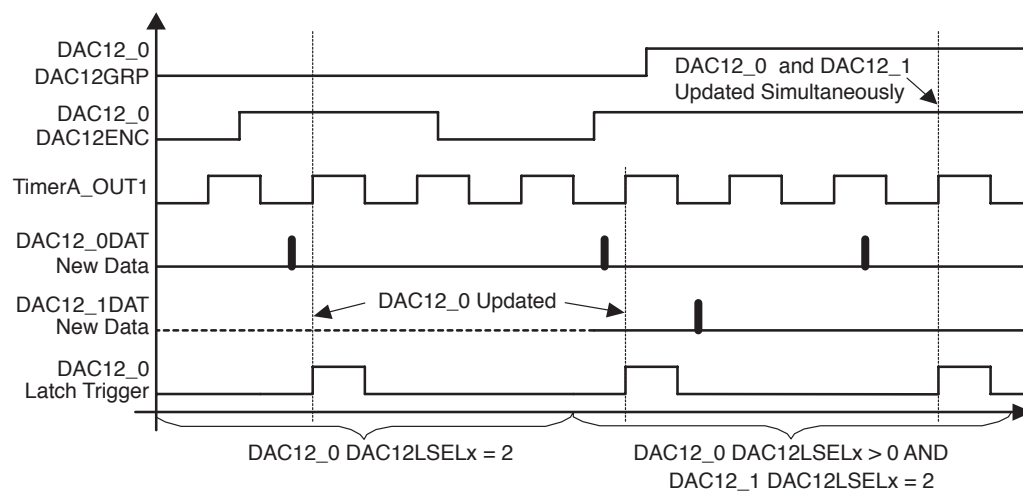 DAC12_0
DAC12GRP
DAC12_0 and DAC12_1
Updated Simultaneously
DAC12_0
DAC12ENC
TimerA_OUT1
DAC12_0DAT
New Data
DAC12_1DAT
New Data
DAC12_0 Updated
DAC12_0
Latch Trigger
DAC12_0 DAC12LSELx = 2
DAC12_0 DAC12LSELx > 0 AND
DAC12_1 DAC12LSELx = 2